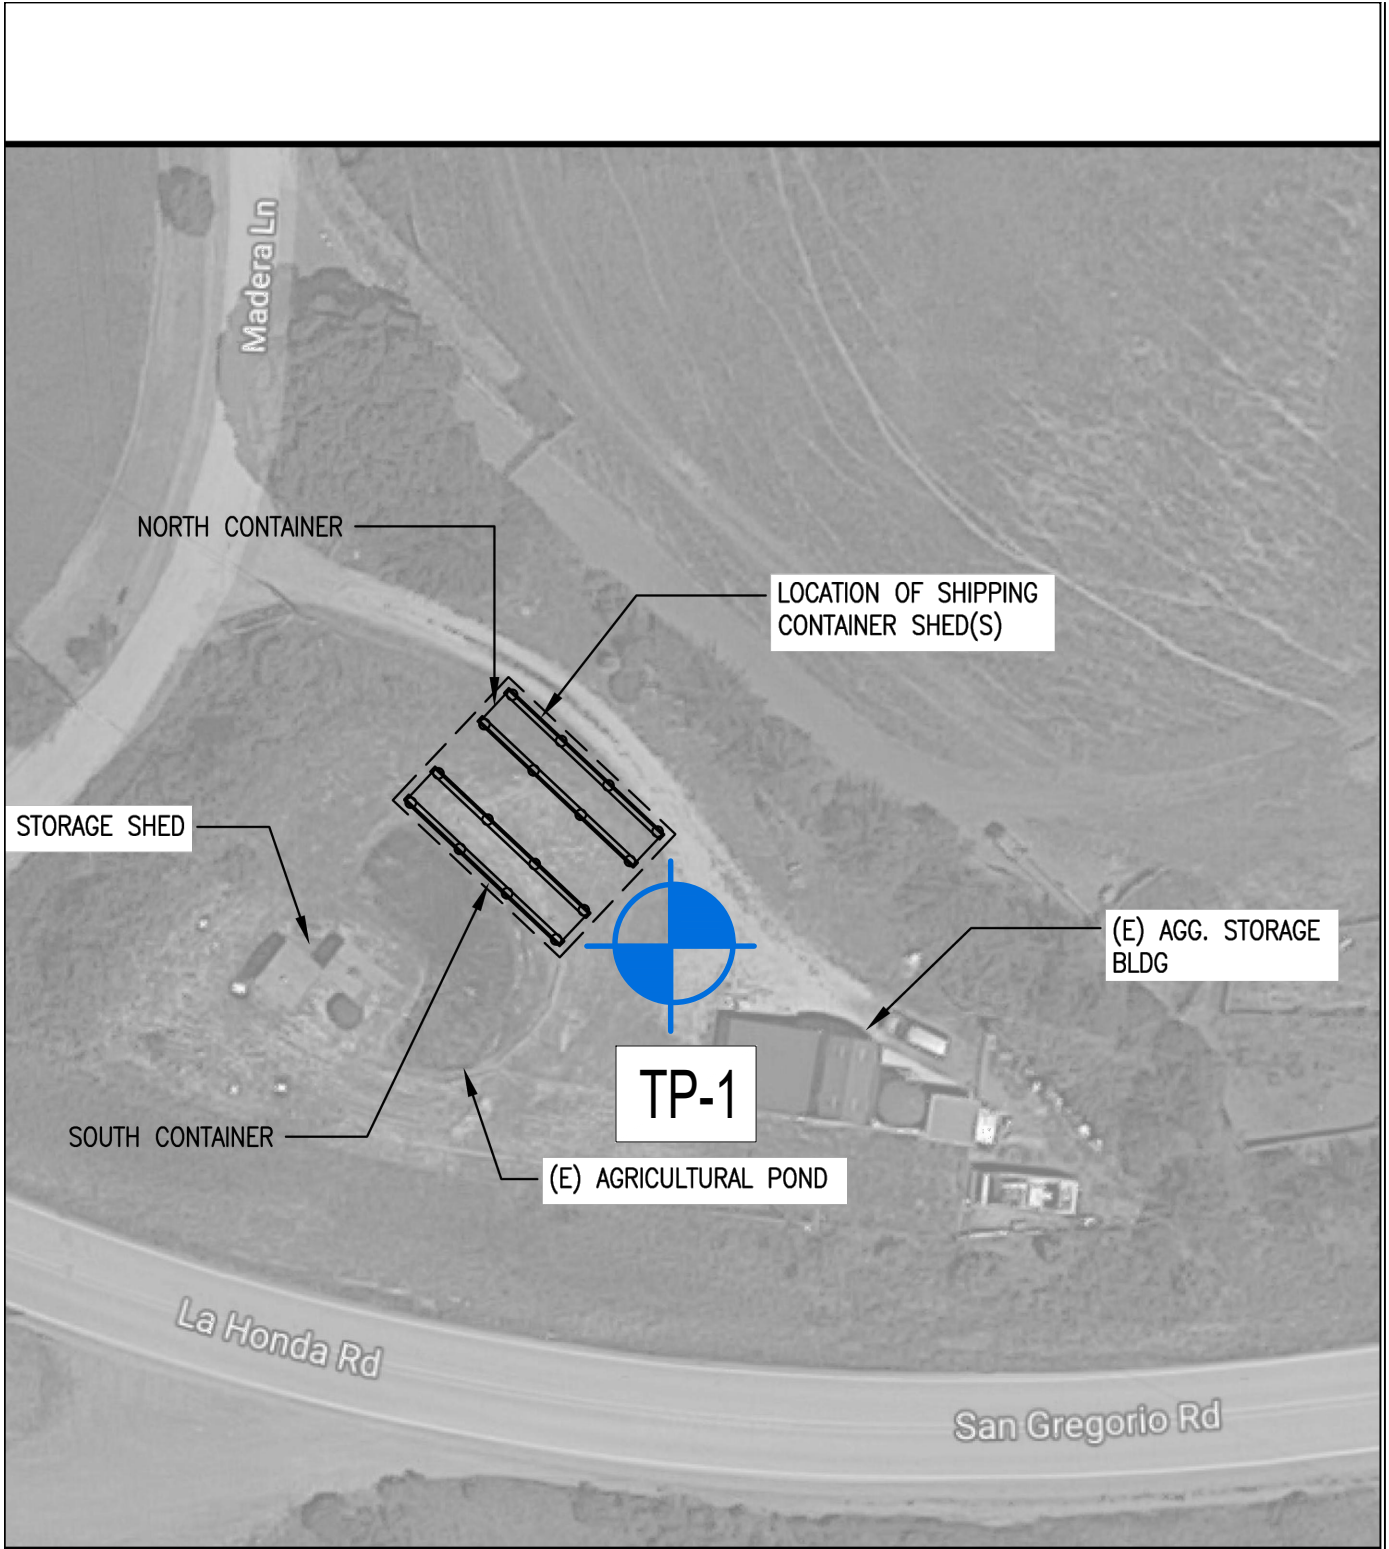 Madera Ln
NORTH CONTAINER
LOCATION OF SHIPPING
CONTAINER SHED(S)
STORAGE SHED
(E) AGG. STORAGE
BLDG
TP-1
SOUTH CONTAINER
(E) AGRICULTURAL POND
La Honda Rd
San Gregorio Rd